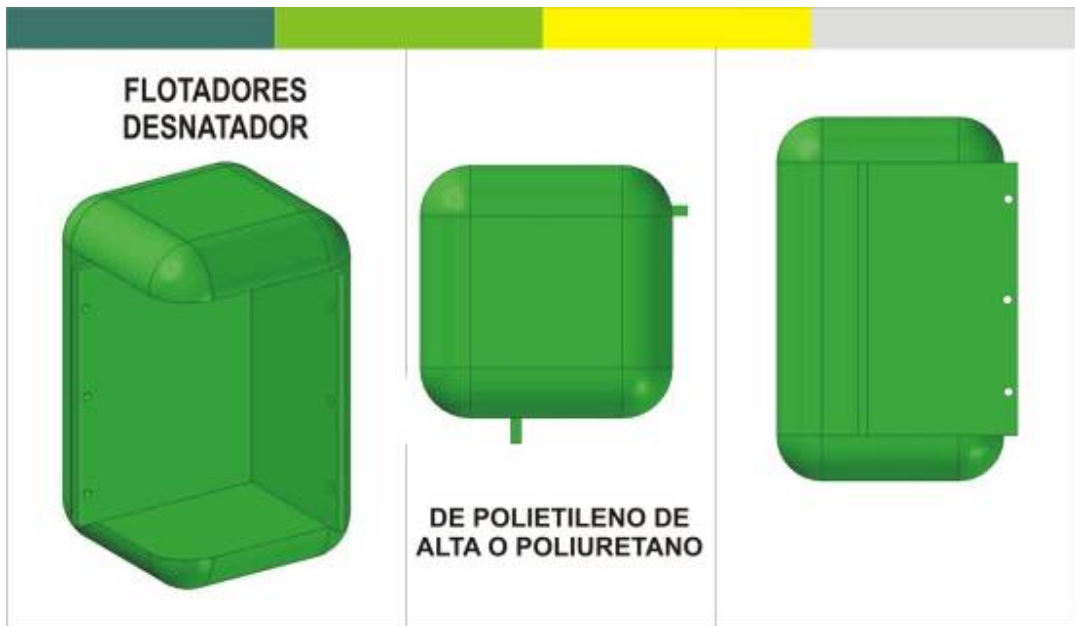 FLOTADORES
DESNATADOR
DE POLIETILENO DE
ALTA O POLIURETANO